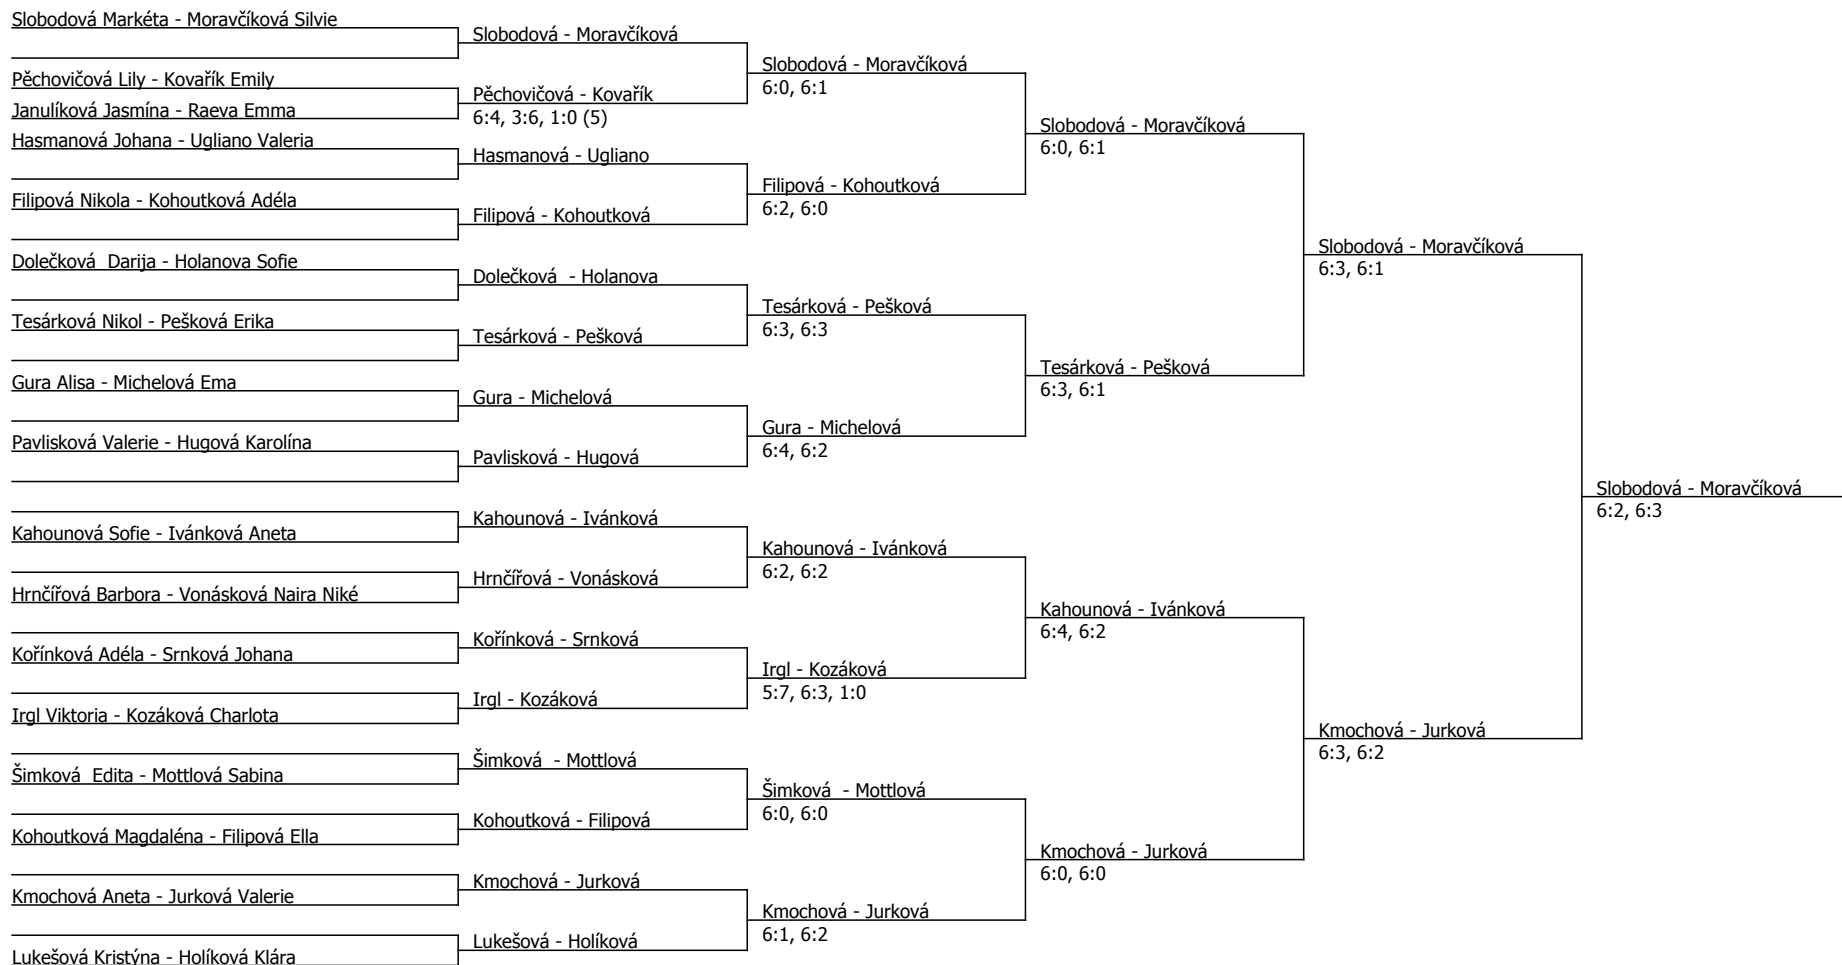 Slobodová Markéta - Moravčíková Silvie
Pěchovičová Lily - Kovařík Emily
Janulíková Jasmína - Raeva Emma
Hasmanová Johana - Ugliano Valeria
Filipová Nikola - Kohoutková Adéla
Dolečková  Darija - Holanova Sofie
Tesárková Nikol - Pešková Erika
Gura Alisa - Michelová Ema
Pavlisková Valerie - Hugová Karolína
Kahounová Sofie - Ivánková Aneta
Hrnčířová Barbora - Vonásková Naira Niké
Kořínková Adéla - Srnková Johana
Irgl Viktoria - Kozáková Charlota
Šimková  Edita - Mottlová Sabina
Kohoutková Magdaléna - Filipová Ella
Kmochová Aneta - Jurková Valerie
Lukešová Kristýna - Holíková Klára
Slobodová - Moravčíková
Pěchovičová - Kovařík
6:4, 3:6, 1:0 (5)
Hasmanová - Ugliano
Filipová - Kohoutková
Dolečková  - Holanova
Tesárková - Pešková
Gura - Michelová
Pavlisková - Hugová
Kahounová - Ivánková
Hrnčířová - Vonásková
Kořínková - Srnková
Irgl - Kozáková
Šimková  - Mottlová
Kohoutková - Filipová
Kmochová - Jurková
Lukešová - Holíková
Slobodová - Moravčíková
6:0, 6:1
Filipová - Kohoutková
6:2, 6:0
Tesárková - Pešková
6:3, 6:3
Gura - Michelová
6:4, 6:2
Kahounová - Ivánková
6:2, 6:2
Irgl - Kozáková
5:7, 6:3, 1:0
Šimková  - Mottlová
6:0, 6:0
Kmochová - Jurková
6:1, 6:2
Slobodová - Moravčíková
6:0, 6:1
Tesárková - Pešková
6:3, 6:1
Kahounová - Ivánková
6:4, 6:2
Kmochová - Jurková
6:0, 6:0
Slobodová - Moravčíková
6:3, 6:1
Kmochová - Jurková
6:3, 6:2
Slobodová - Moravčíková
6:2, 6:3